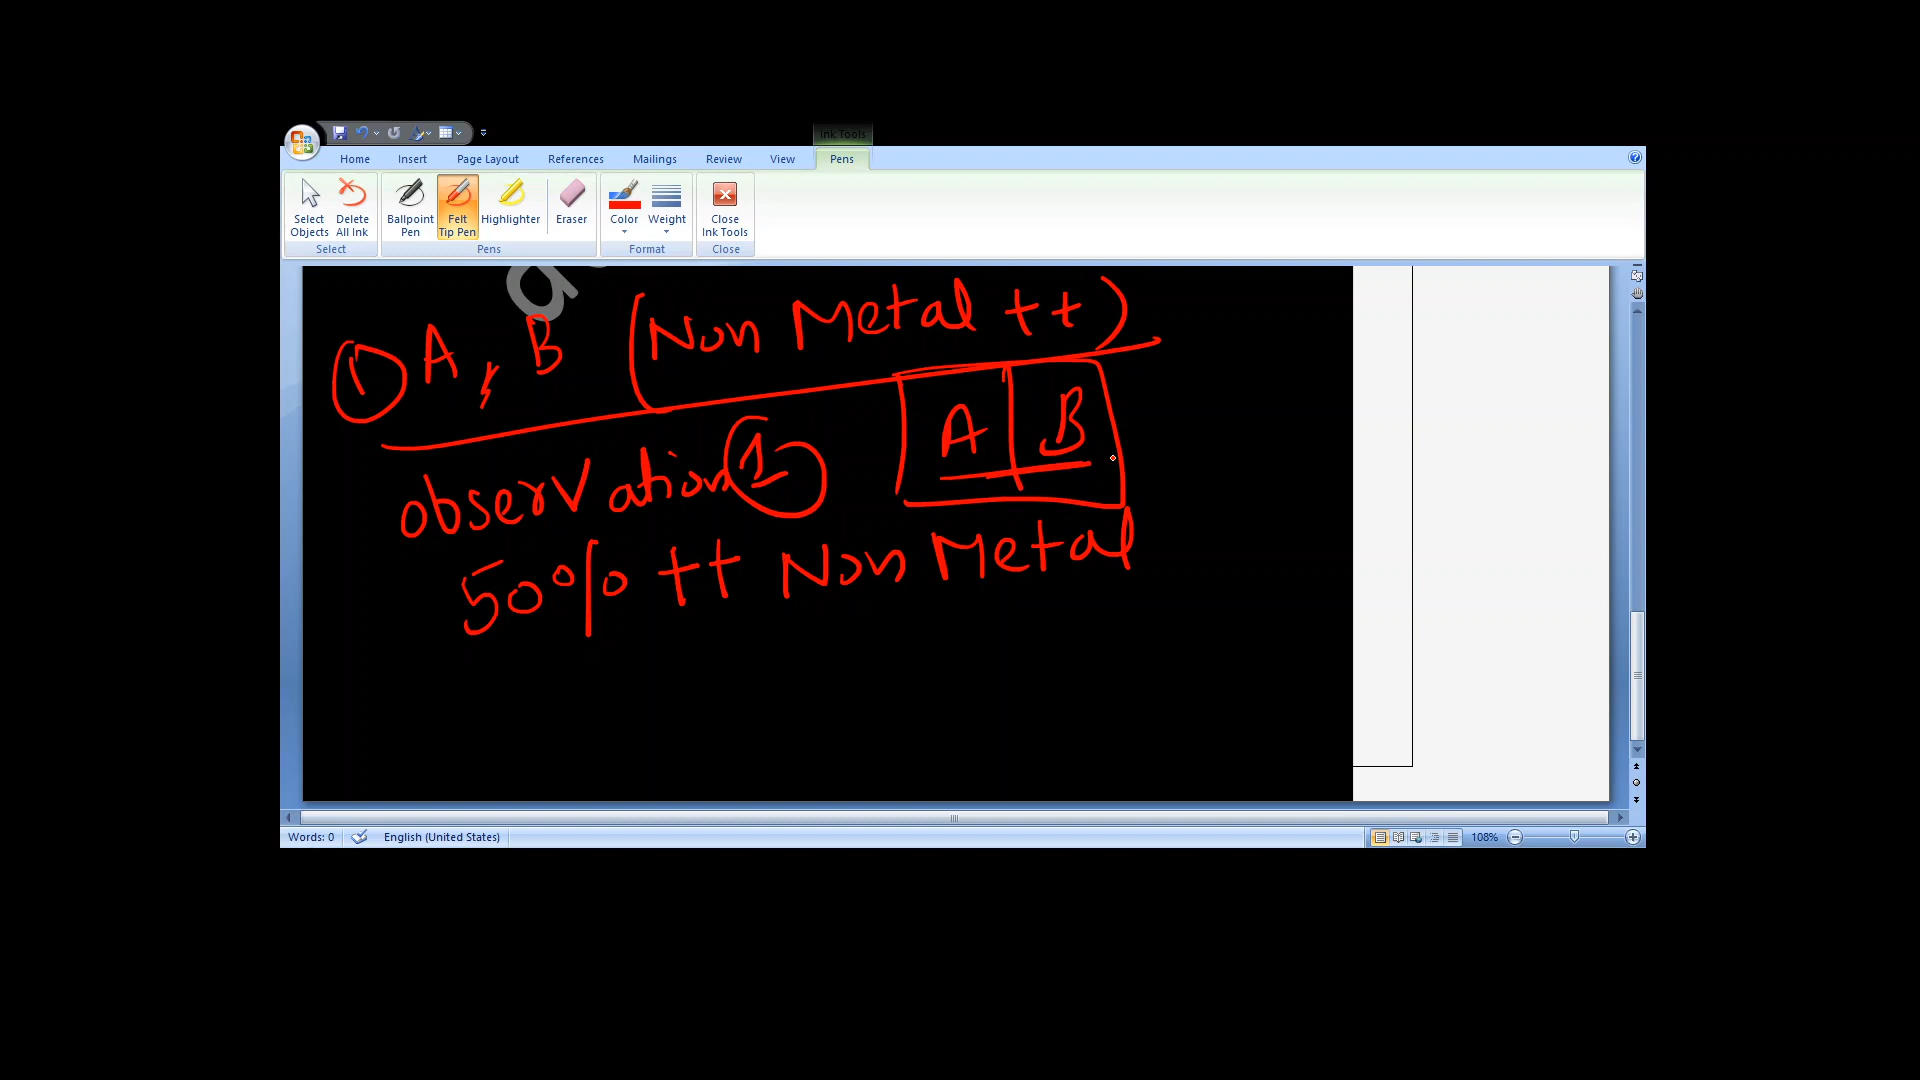 Ink Tools
Home Insert Page Layout References Mailings Review View Pens
Select Objects Delete All Ink Ballpoint Pen Felt Tip Pen Highlighter Eraser Color Weight Close Ink Tools
Select Pens Format Close
① A, B (Non Metal ++)
A B
observation ①
50% ++ Non Metal
Words: 0 English (United States) 108%